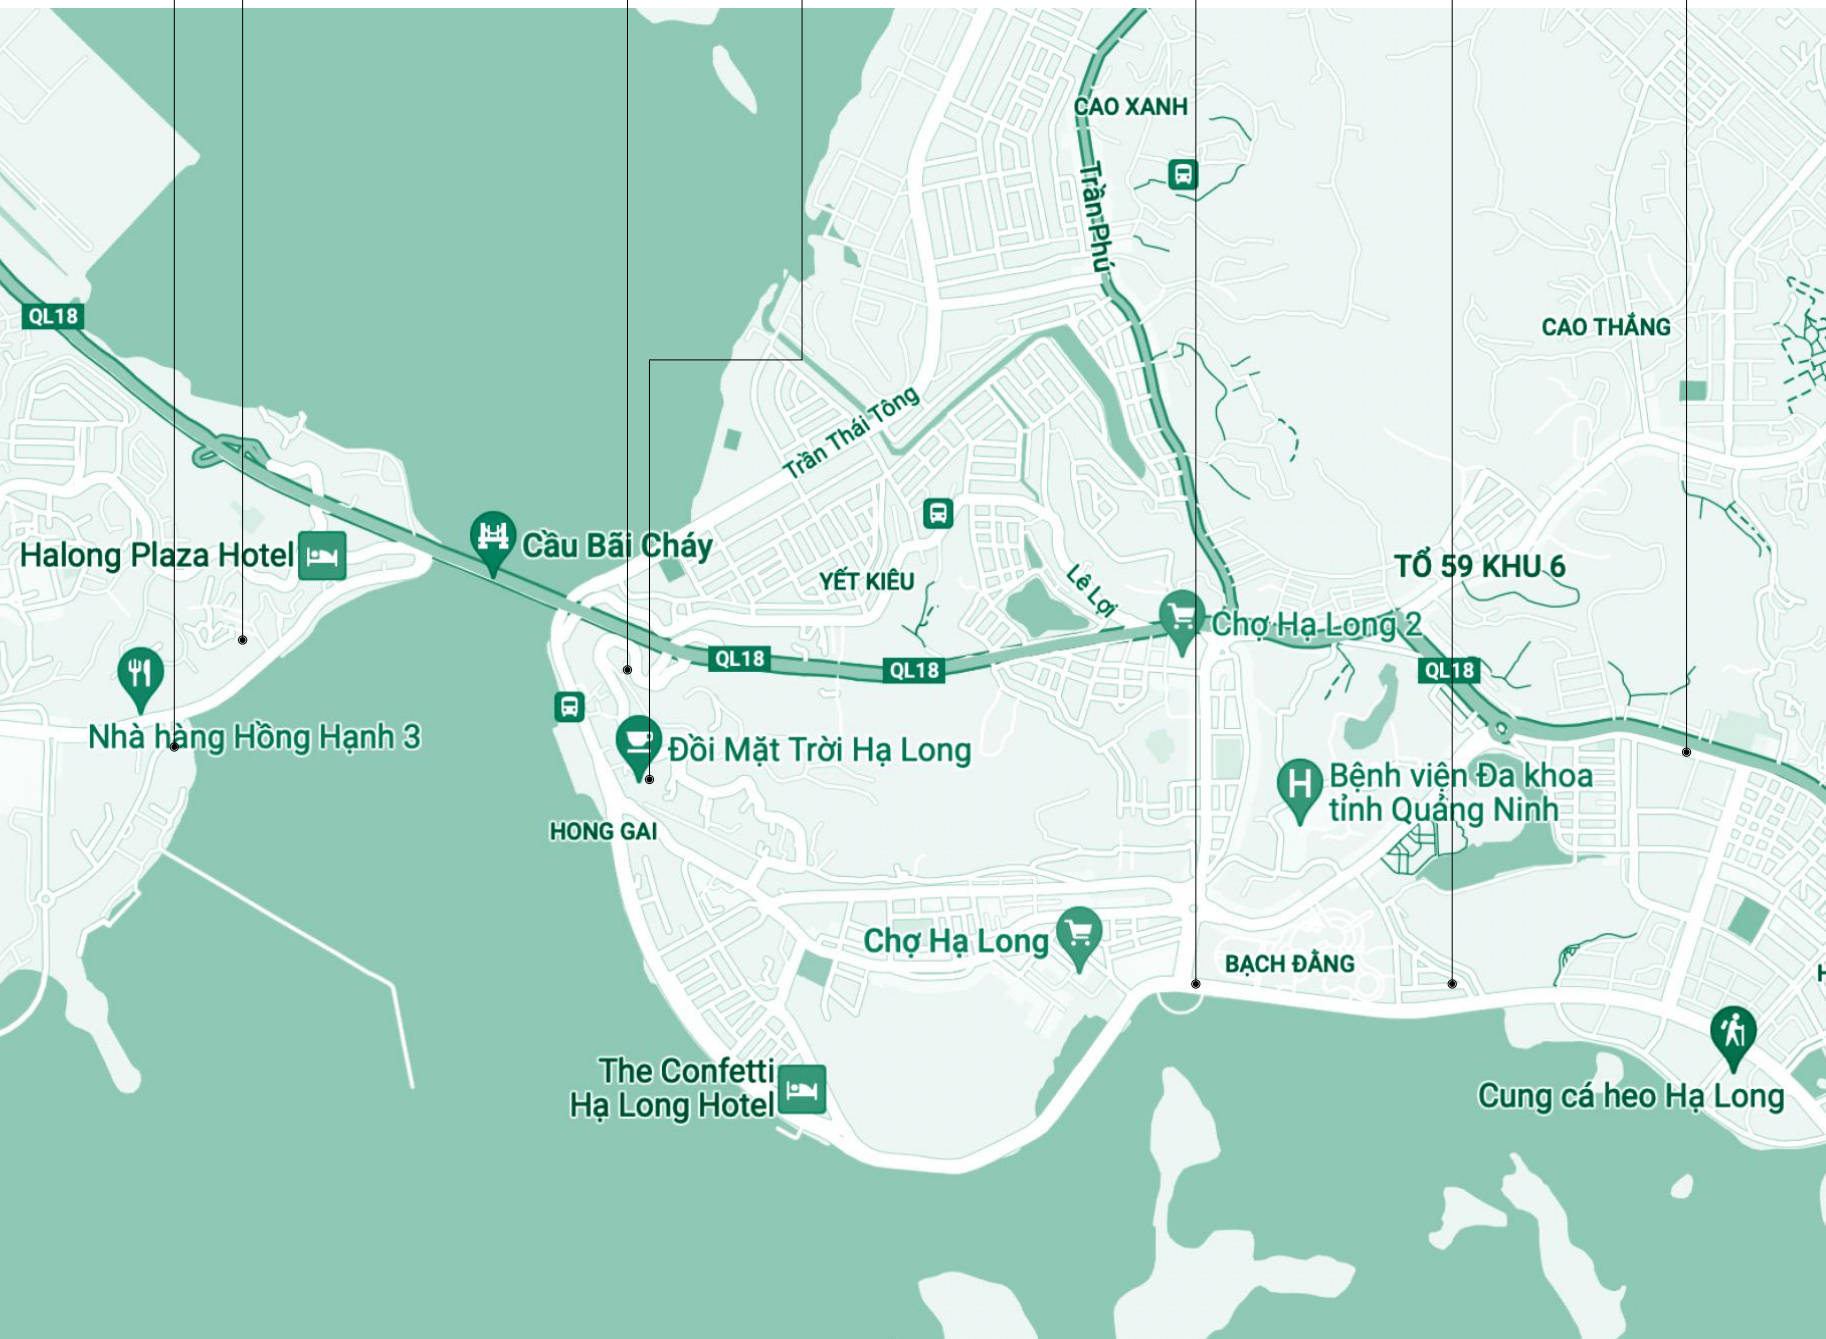 CAO XANH
Trần Phú
QL18
CAO THẮNG
Trần Thái Tông
Cầu Bãi Cháy
Halong Plaza Hotel
YẾT KIÊU
Lê Lợi
TỔ 59 KHU 6
Chợ Hạ Long 2
QL18
QL18
QL18
Nhà hàng Hồng Hạnh 3
Đồi Mặt Trời Hạ Long
Bệnh viện Đa khoa
tỉnh Quảng Ninh
H
HONG GAI
Chợ Hạ Long
BẠCH ĐẰNG
H
The Confetti
Hạ Long Hotel
Cung cá heo Hạ Long